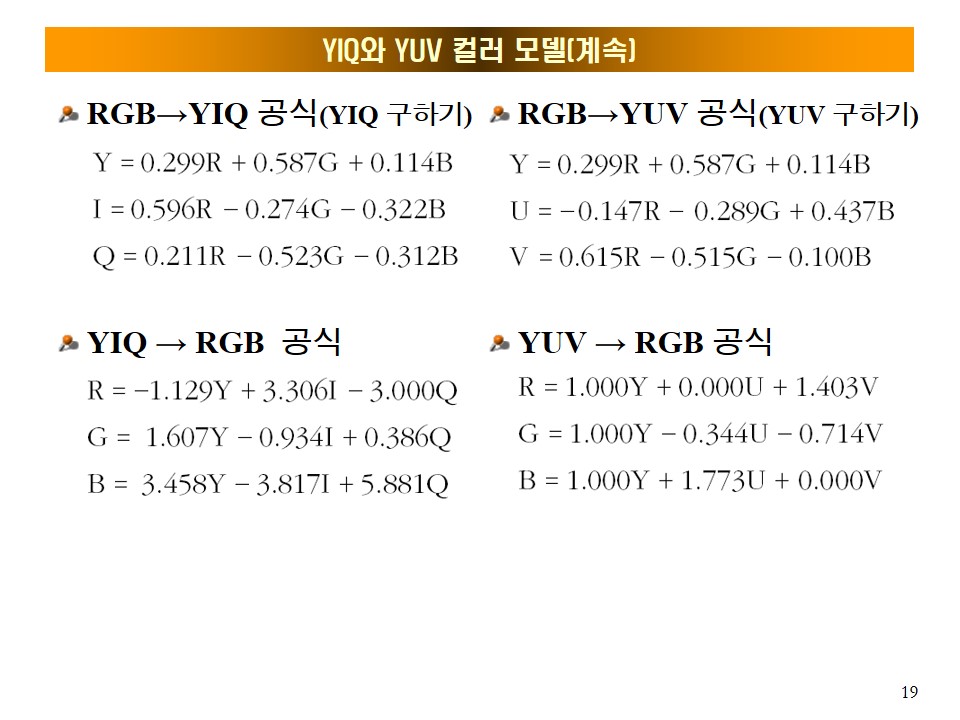 YIQ와 YUV 컬러 모델(계속)
RGB→YIQ 공식(YIQ 구하기)
Y = 0.299R + 0.587G + 0.114B
I = 0.596R − 0.274G − 0.322B
Q = 0.211R − 0.523G − 0.312B
YIQ → RGB 공식
R = −1.129Y + 3.306I − 3.000Q
G = 1.607Y − 0.934I + 0.386Q
B = 3.458Y − 3.817I + 5.881Q
RGB→YUV 공식(YUV 구하기)
Y = 0.299R + 0.587G + 0.114B
U = −0.147R − 0.289G + 0.437B
V = 0.615R − 0.515G − 0.100B
YUV → RGB 공식
R = 1.000Y + 0.000U + 1.403V
G = 1.000Y − 0.344U − 0.714V
B = 1.000Y + 1.773U + 0.000V
19